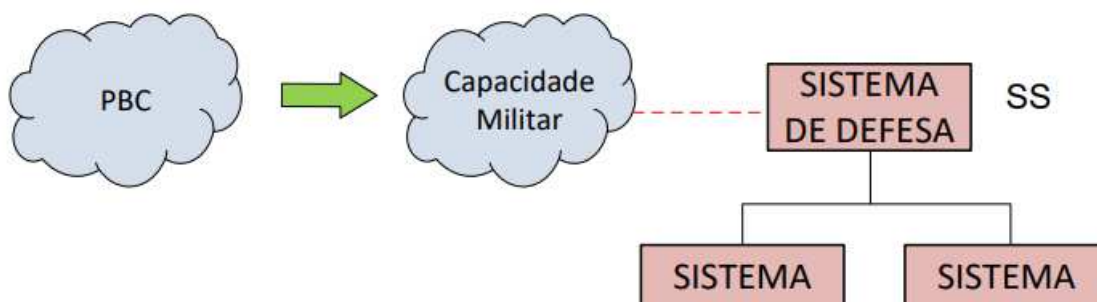 PBC
Capacidade
Militar
SISTEMA
DE DEFESA
SS
SISTEMA
SISTEMA